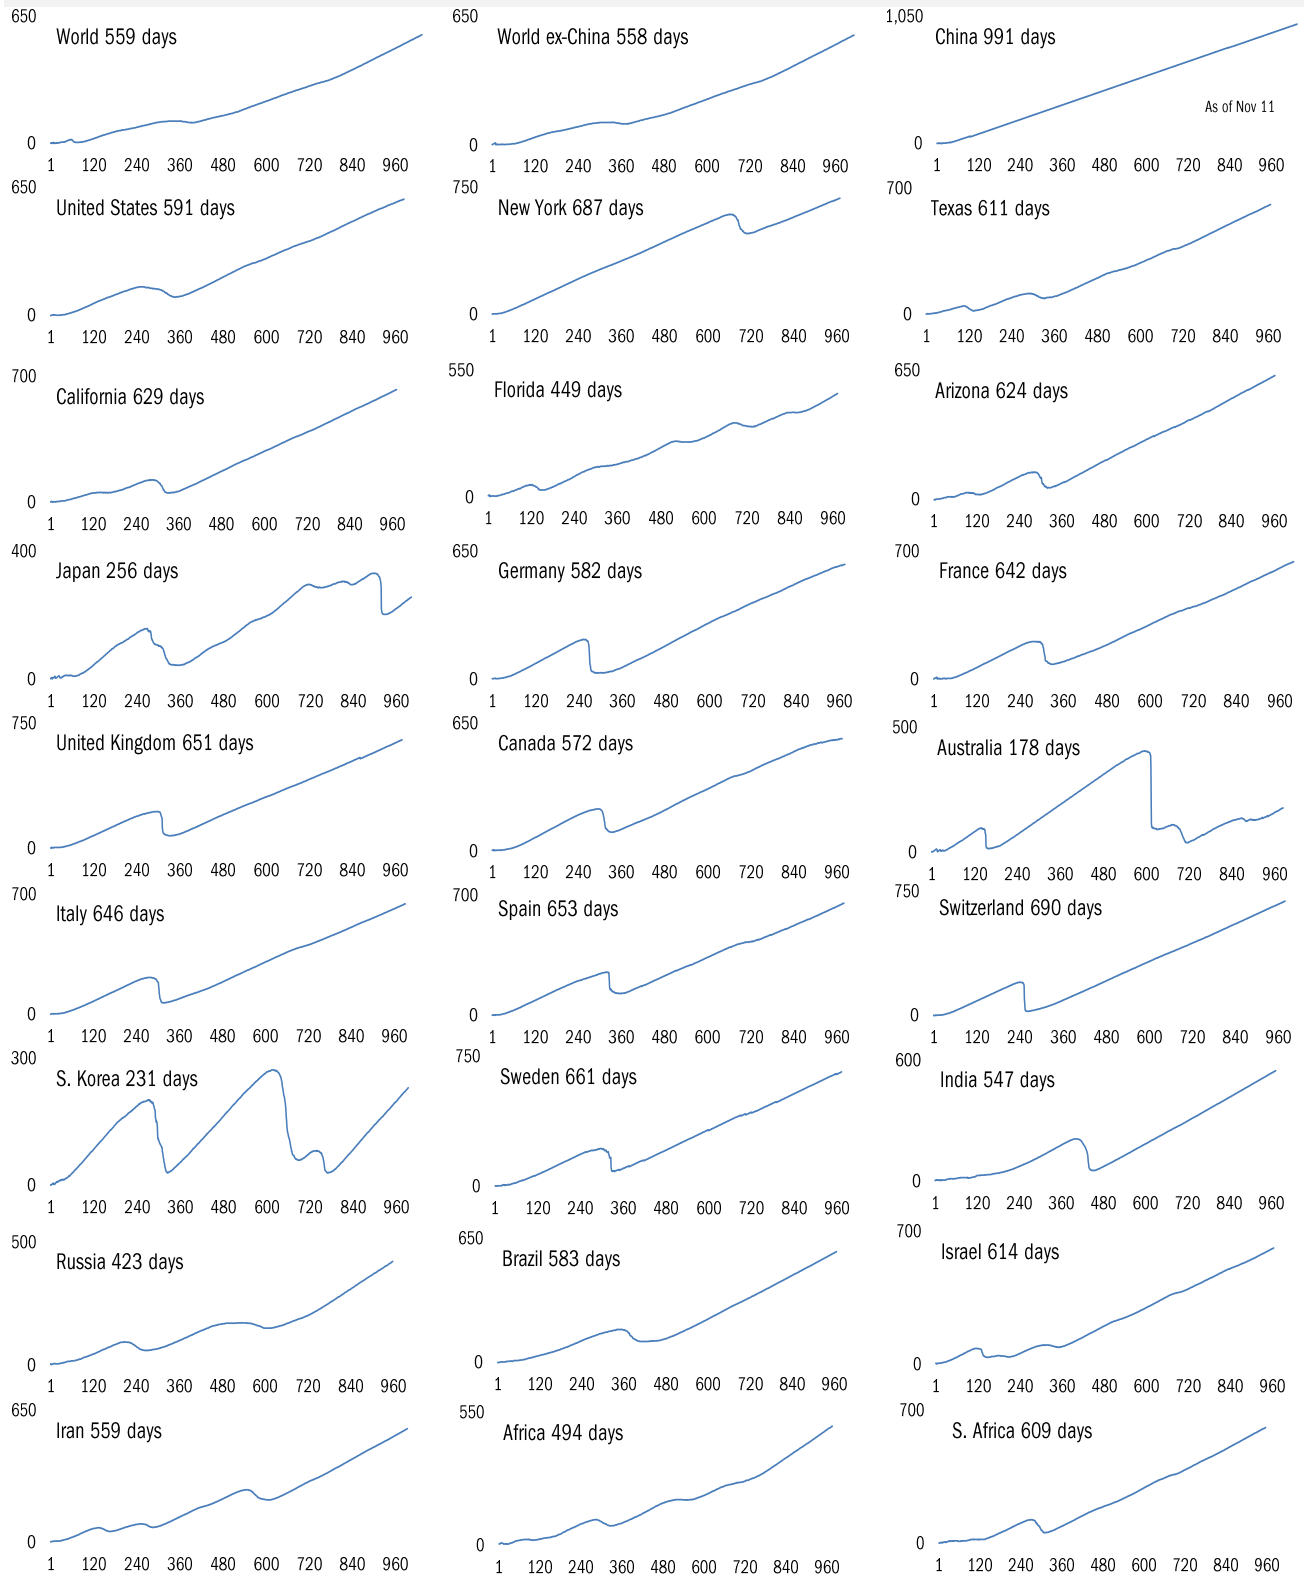 650 650 1,050
World 559 days World ex-China 558 days China 991 days
As of Nov 11
0 0 0
1 120 240 360 480 600 720 840 960 1 120 240 360 480 600 720 840 960 1 120 240 360 480 600 720 840 960
650 750 700
United States 591 days New York 687 days Texas 611 days
0 0 0
1 120 240 360 480 600 720 840 960 1 120 240 360 480 600 720 840 960 1 120 240 360 480 600 720 840 960
700 550 650
California 629 days Florida 449 days Arizona 624 days
0 0 0
1 120 240 360 480 600 720 840 960 1 120 240 360 480 600 720 840 960 1 120 240 360 480 600 720 840 960
400 650 700
Japan 256 days Germany 582 days France 642 days
0 0 0
1 120 240 360 480 600 720 840 960 1 120 240 360 480 600 720 840 960 1 120 240 360 480 600 720 840 960
750 650 500
United Kingdom 651 days Canada 572 days Australia 178 days
0 0 0
1 120 240 360 480 600 720 840 960 1 120 240 360 480 600 720 840 960 1 120 240 360 480 600 720 840 960
700 700 750
Italy 646 days Spain 653 days Switzerland 690 days
0 0 0
1 120 240 360 480 600 720 840 960 1 120 240 360 480 600 720 840 960 1 120 240 360 480 600 720 840 960
300 750 600
S. Korea 231 days Sweden 661 days India 547 days
0 0 0
1 120 240 360 480 600 720 840 960 1 120 240 360 480 600 720 840 960 1 120 240 360 480 600 720 840 960
500 650 700
Russia 423 days Brazil 583 days Israel 614 days
0 0 0
1 120 240 360 480 600 720 840 960 1 120 240 360 480 600 720 840 960 1 120 240 360 480 600 720 840 960
650 550 700
Iran 559 days Africa 494 days S. Africa 609 days
0 0 0
1 120 240 360 480 600 720 840 960 1 120 240 360 480 600 720 840 960 1 120 240 360 480 600 720 840 960